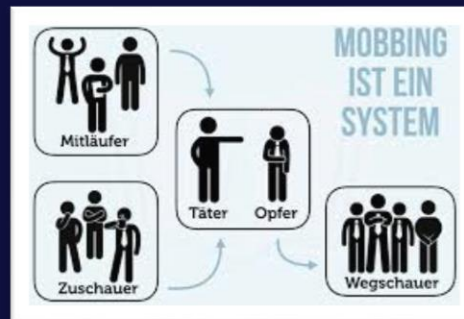 MOBBING
IST EIN
SYSTEM
Mitläufer
Täter Opfer
Zuschauer
Wegschauer